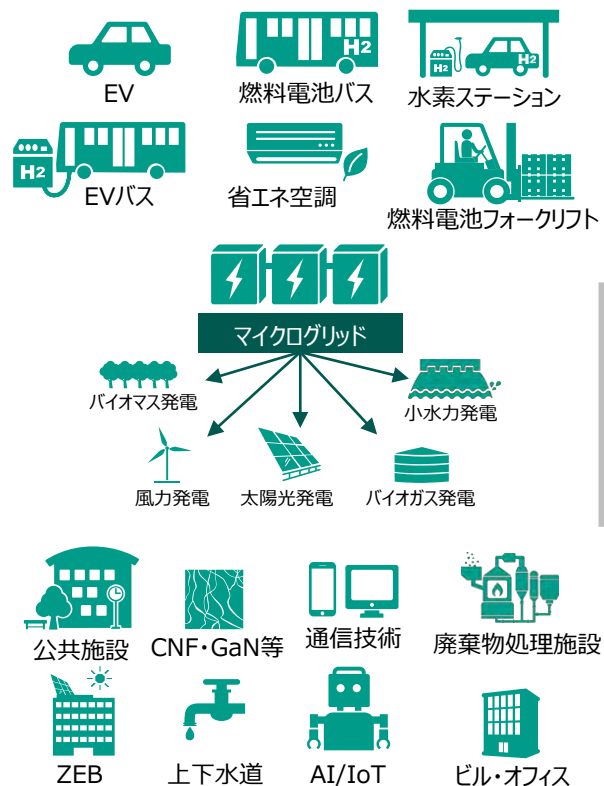 H2
H2
H2
EV
燃料電池バス
水素ステーション
H2
EVバス
省エネ空調
燃料電池フォークリフト
マイクログリッド
バイオマス発電
小水力発電
風力発電
太陽光発電
バイオガス発電
公共施設
CNF・GaN等
通信技術
廃棄物処理施設
ZEB
上下水道
AI/IoT
ビル・オフィス